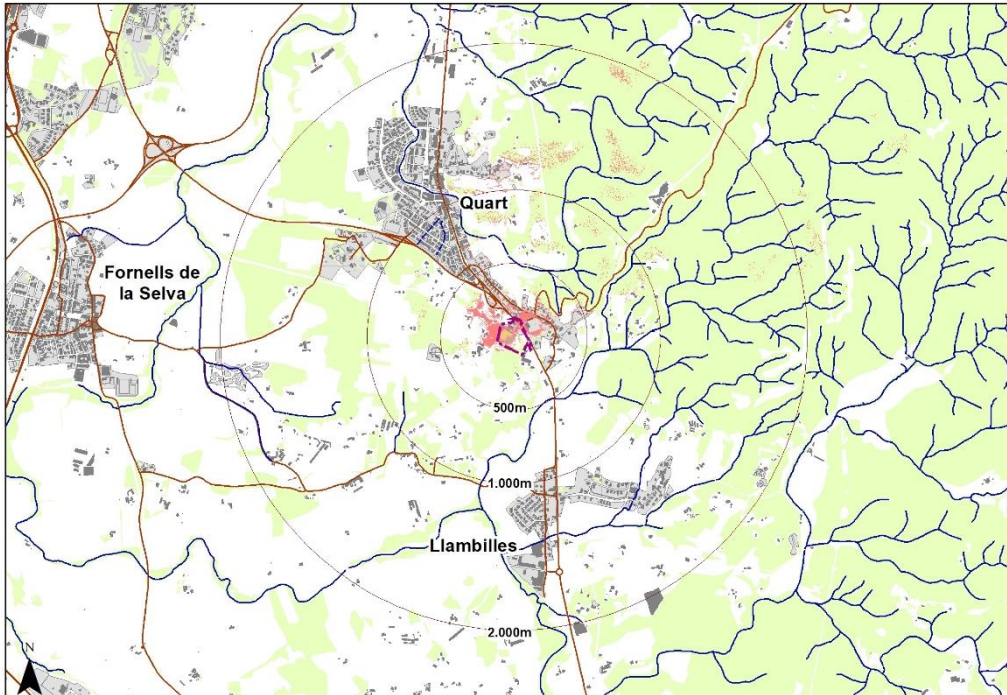 Quart
Fornells de
la Selva
500m
1.000m
Llambilles
2.000m
N